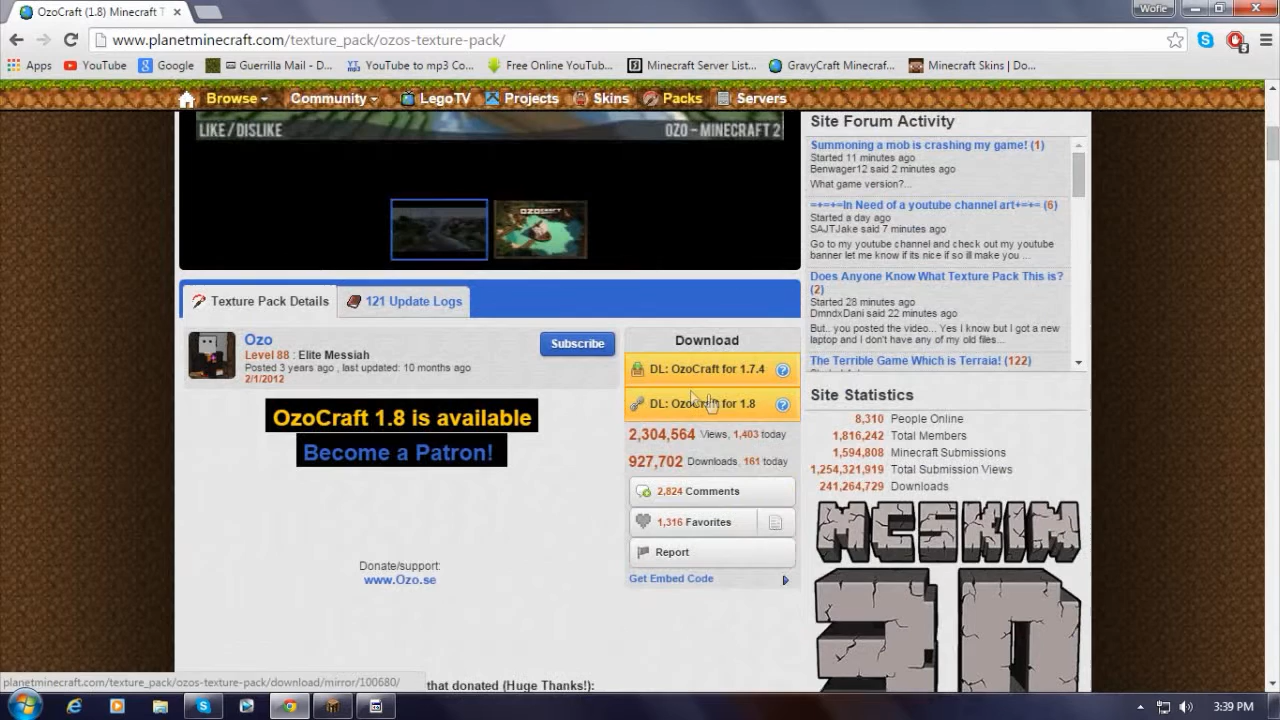 OzoCraft (1.8) Minecraft T
Wofle
www.planetminecraft.com/texture_pack/ozos-texture-pack/
5
Apps
YouTube
Google
Guerrilla Mail - D...
YT mp3
YouTube to mp3 Co...
Free Online YouTub...
Minecraft Server List...
GravyCraft Minecraf...
Minecraft Skins | Do...
Browse
Community
LegoTV
Projects
Skins
Packs
Servers
LIKE / DISLIKE
OZO - MINECRAFT 2
OZOCRAFT
Texture Pack Details
121 Update Logs
Ozo
Level 88 : Elite Messiah
Posted 3 years ago , last updated: 10 months ago
2/1/2012
Subscribe
OzoCraft 1.8 is available
Become a Patron!
Donate/support:
www.Ozo.se
that donated (Huge Thanks!):
Download
DL: OzoCraft for 1.7.4
DL: OzoCraft for 1.8
2,304,564 Views, 1,403 today
927,702 Downloads, 161 today
2,824 Comments
1,316 Favorites
Report
Get Embed Code
Site Forum Activity
Summoning a mob is crashing my game! (1)
Started 11 minutes ago
Benwager12 said 2 minutes ago
What game version?...
=+=+=In Need of a youtube channel art+=+= (6)
Started a day ago
SAJTJake said 7 minutes ago
Go to my youtube channel and check out my youtube
banner let me know if its nice if so ill make you ...
Does Anyone Know What Texture Pack This is?
(2)
Started 28 minutes ago
DmndxDani said 22 minutes ago
But.. you posted the video... Yes I know but I got a new
laptop and I don't have any of my old files...
The Terrible Game Which is Terraia! (122)
Site Statistics
8,310 People Online
1,816,242 Total Members
1,594,808 Minecraft Submissions
1,254,321,919 Total Submission Views
241,264,729 Downloads
MCSKIN
3D
planetminecraft.com/texture_pack/ozos-texture-pack/download/mirror/100680/
3:39 PM